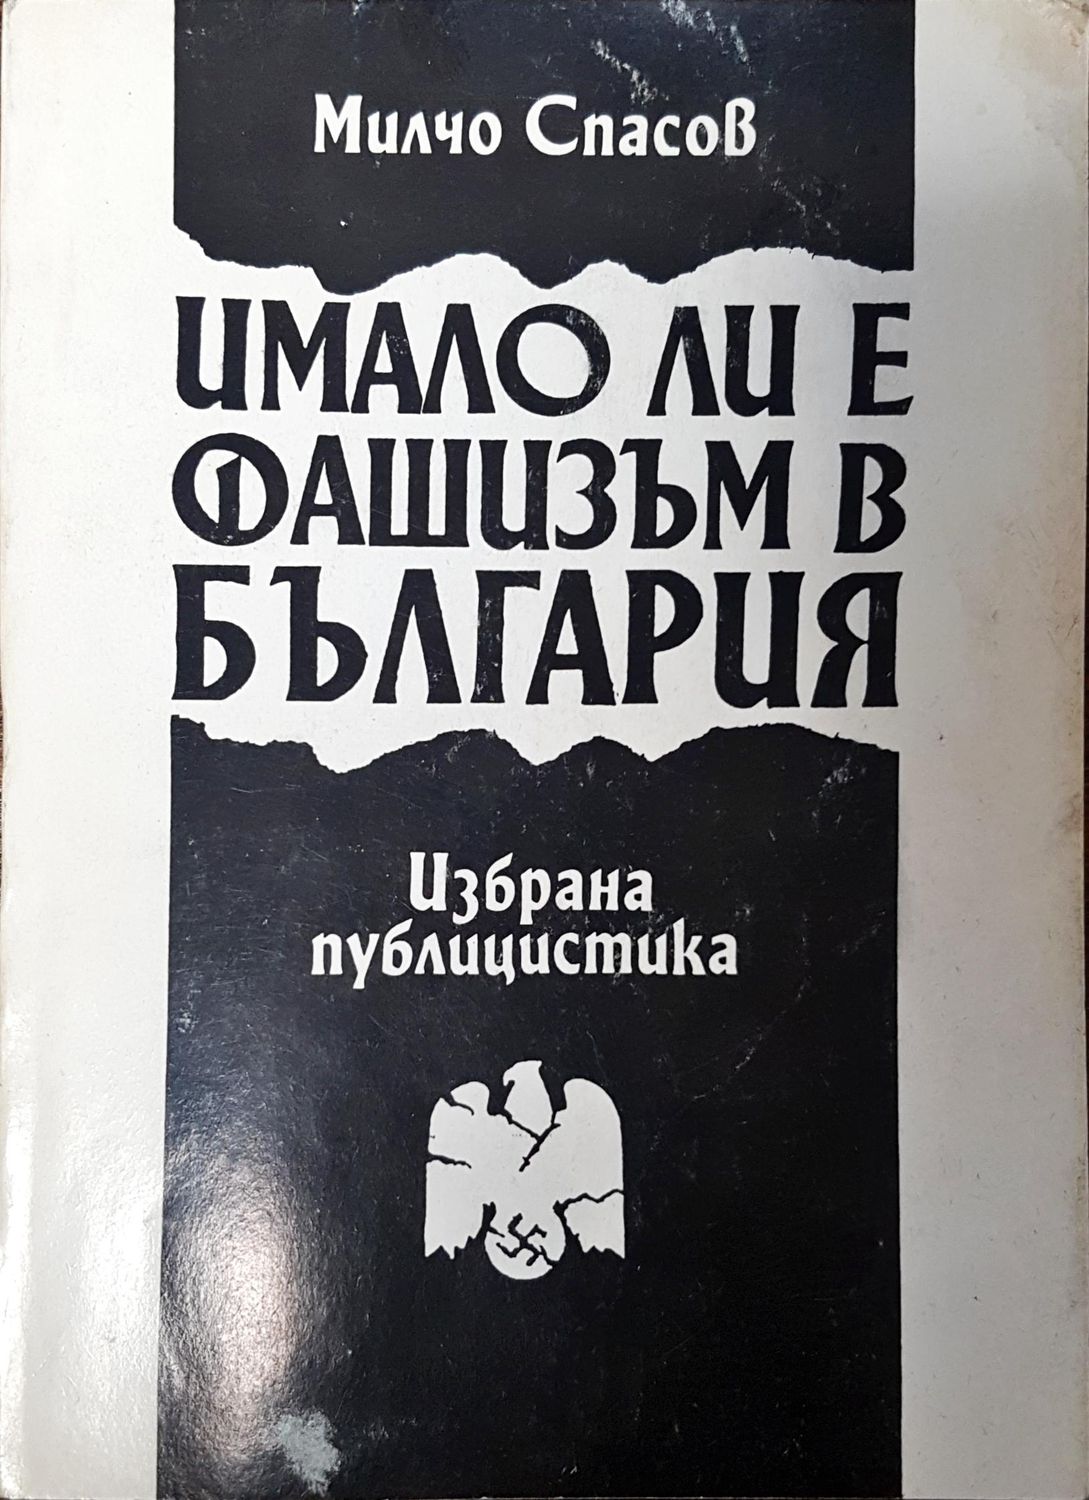 Милчо Спасов
ИМАЛО ЛИ Е
ФАШИЗЪМ В
БЪЛГАРИЯ
Избрана
публицистика